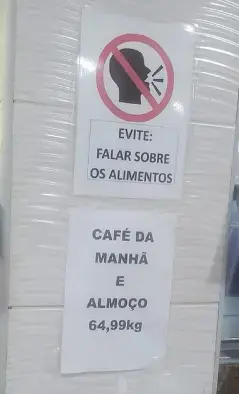 EVITE:
FALAR SOBRE
OS ALIMENTOS
CAFÉ DA
MANHÃ
E
ALMOÇO
64,99kg